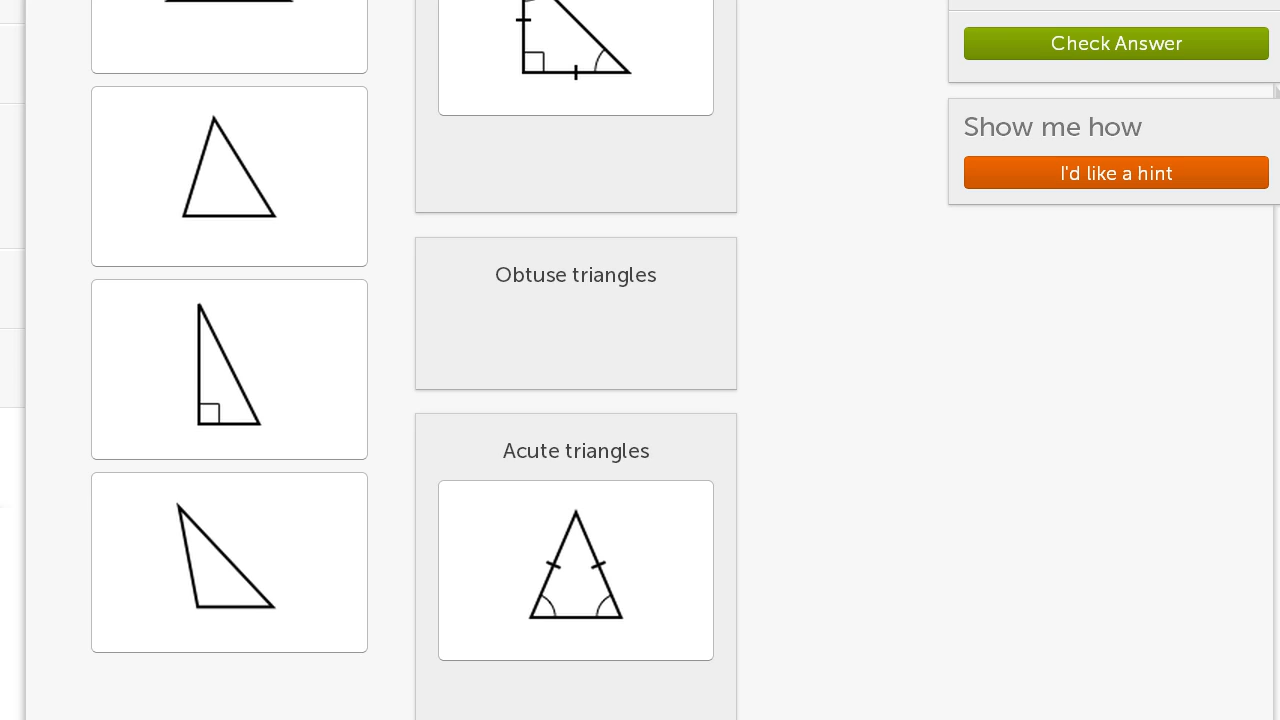 Check Answer
Show me how
I'd like a hint
Obtuse triangles
Acute triangles